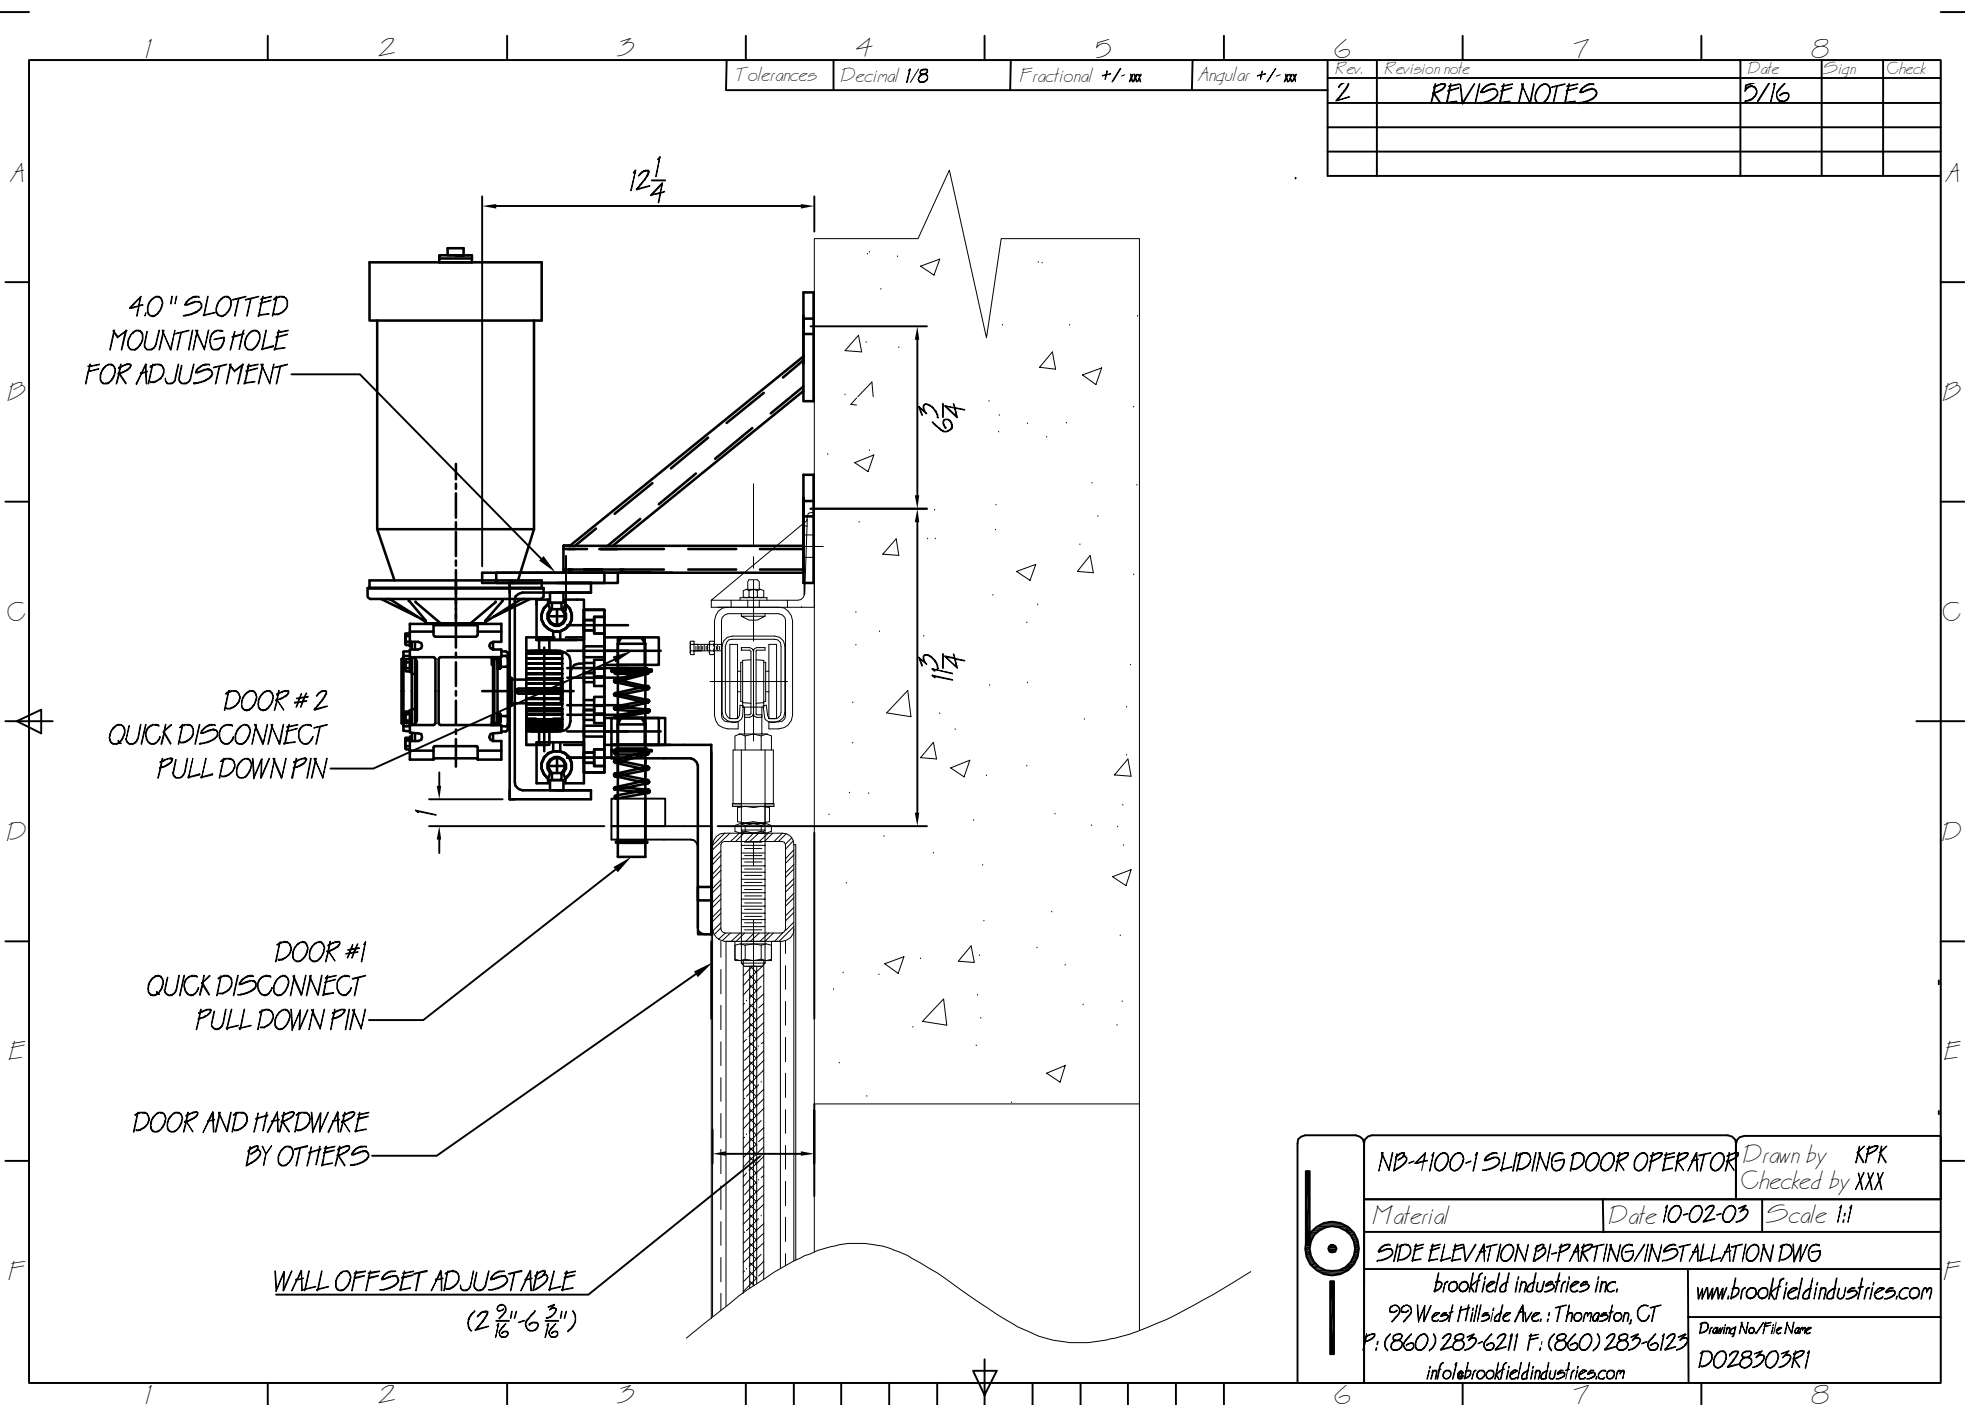 1 2 3 4 5 6 7 8
Tolerances Decimal 1/8 Fractional +/- xxx Angular +/- xxx
Rev. Revision note Date Sign Check
2 REVISE NOTES 5/16
A A
12 1/4
4.0 " SLOTTED
MOUNTING HOLE
FOR ADJUSTMENT
B B
6 3/4
C C
11 3/4
DOOR # 2
QUICK DISCONNECT
PULL DOWN PIN
1
D D
DOOR #1
QUICK DISCONNECT
PULL DOWN PIN
E E
DOOR AND HARDWARE
BY OTHERS
F F
WALL OFFSET ADJUSTABLE
(2 9/16"-6 3/16")
NB-4100-1 SLIDING DOOR OPERATOR
Drawn by KPK
Checked by XXX
Material Date 10-02-03 Scale 1:1
SIDE ELEVATION BI-PARTING/INSTALLATION DWG
brookfield industries inc.
99 West Hillside Ave. : Thomaston, CT
P: (860) 283-6211 F: (860) 283-6123
info@brookfieldindustries.com
www.brookfieldindustries.com
Drawing No/File Name
D028303R1
1 2 3 6 7 8